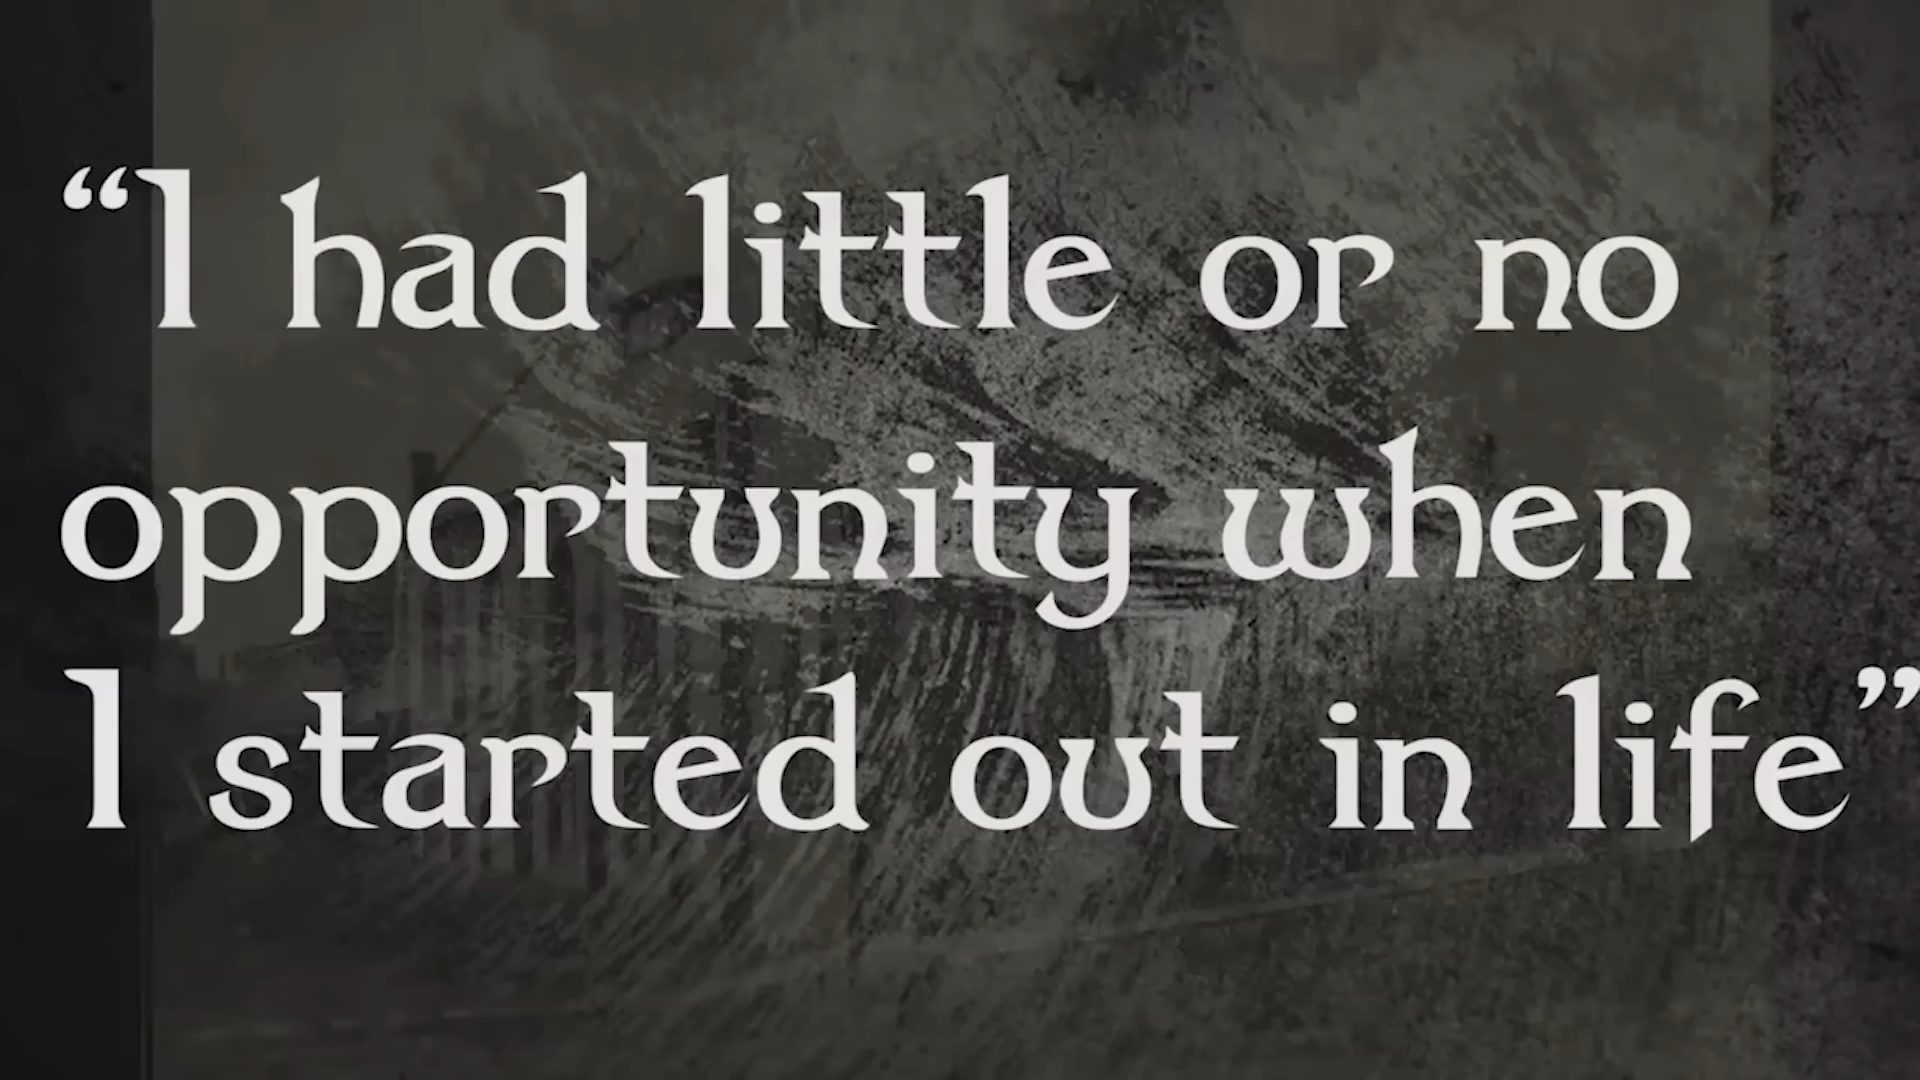 “I had little or no
opportunity when
I started out in life”